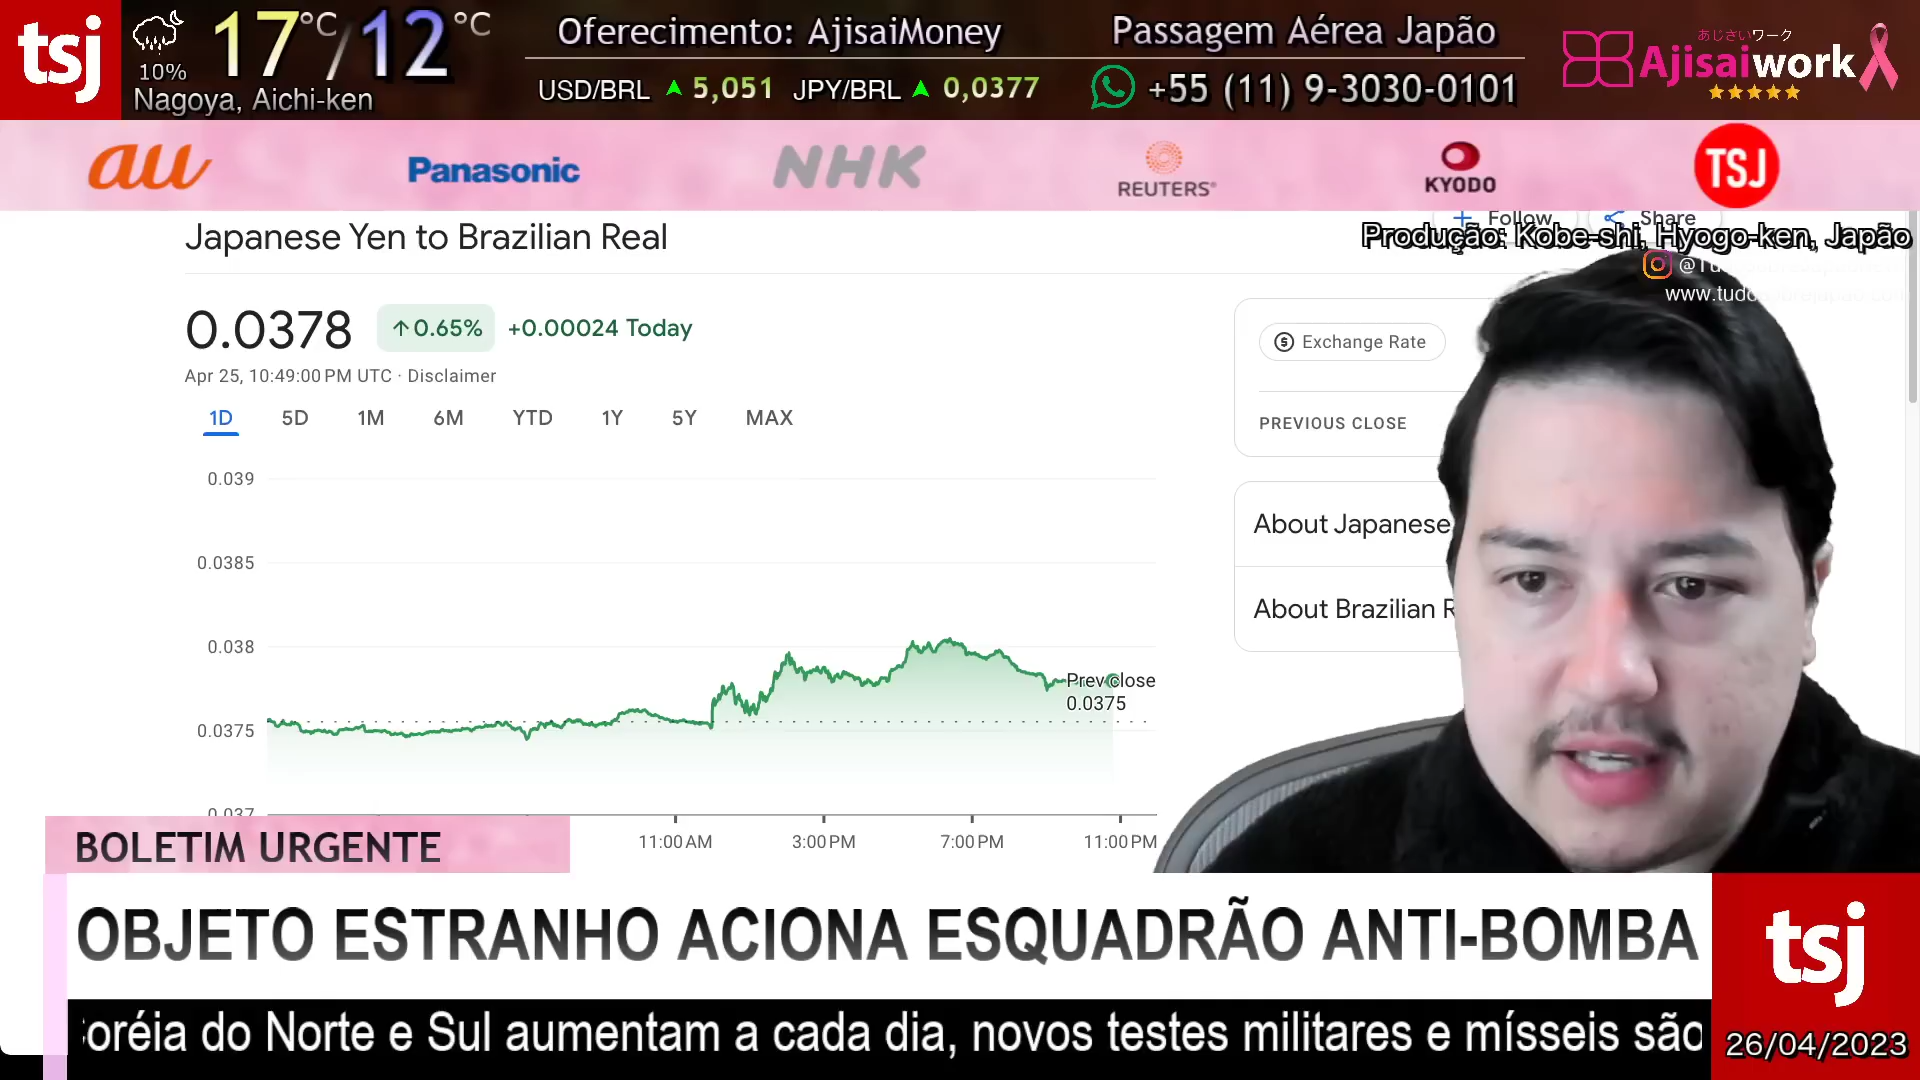 tsj
10%
17°C/12°C
Nagoya, Aichi-ken
Oferecimento: AjisaiMoney
USD/BRL 5,051 JPY/BRL 0,0377
Passagem Aérea Japão
+55 (11) 9-3030-0101
あじさいワーク
Ajisaiwork
au
Panasonic
NHK
REUTERS
KYODO
TSJ
Japanese Yen to Brazilian Real
Follow
Share
Produção: Kobe-shi, Hyogo-ken, Japão
0.0378
↑0.65%
+0.00024 Today
Apr 25, 10:49:00 PM UTC · Disclaimer
1D 5D 1M 6M YTD 1Y 5Y MAX
Exchange Rate
PREVIOUS CLOSE
About Japanese
About Brazilian
0.039
0.0385
0.038
0.0375
0.037
Prev close
0.0375
11:00 AM 3:00 PM 7:00 PM 11:00 PM
BOLETIM URGENTE
OBJETO ESTRANHO ACIONA ESQUADRÃO ANTI-BOMBA
oréia do Norte e Sul aumentam a cada dia, novos testes militares e mísseis são
tsj
26/04/2023